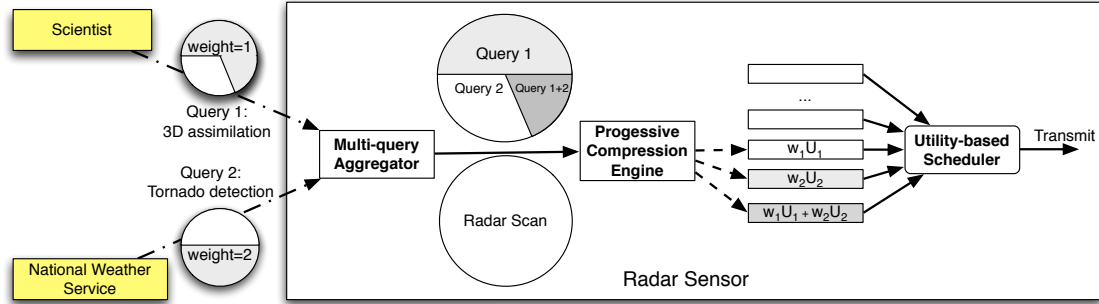 Scientist
weight=1
Query 1:
3D assimilation
Query 2:
Tornado detection
weight=2
National Weather
Service
Multi-query
Aggregator
Query 1
Query 2
Query 1+2
Radar Scan
Progessive
Compression
Engine
...
w₁U₁
w₂U₂
w₁U₁ + w₂U₂
Utility-based
Scheduler
Transmit
Radar Sensor